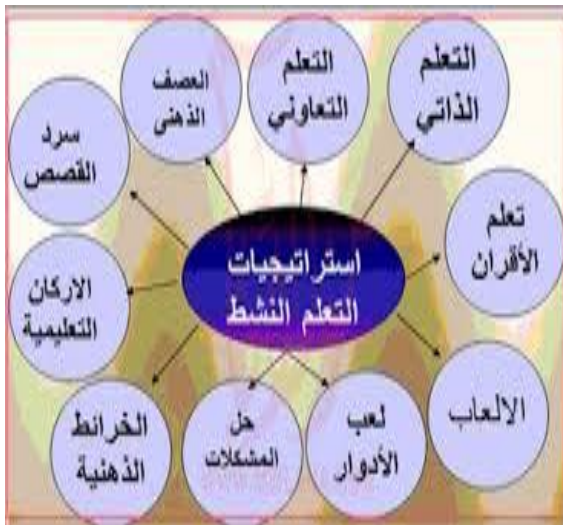 استراتيجيات
التعلم النشط
التعلم
الذاتي
التعلم
التعاوني
العصف
الذهنى
سرد
القصص
الاركان
التعليمية
الخرائط
الذهنية
حل
المشكلات
لعب
الأدوار
الالعاب
تعلم
الأقران